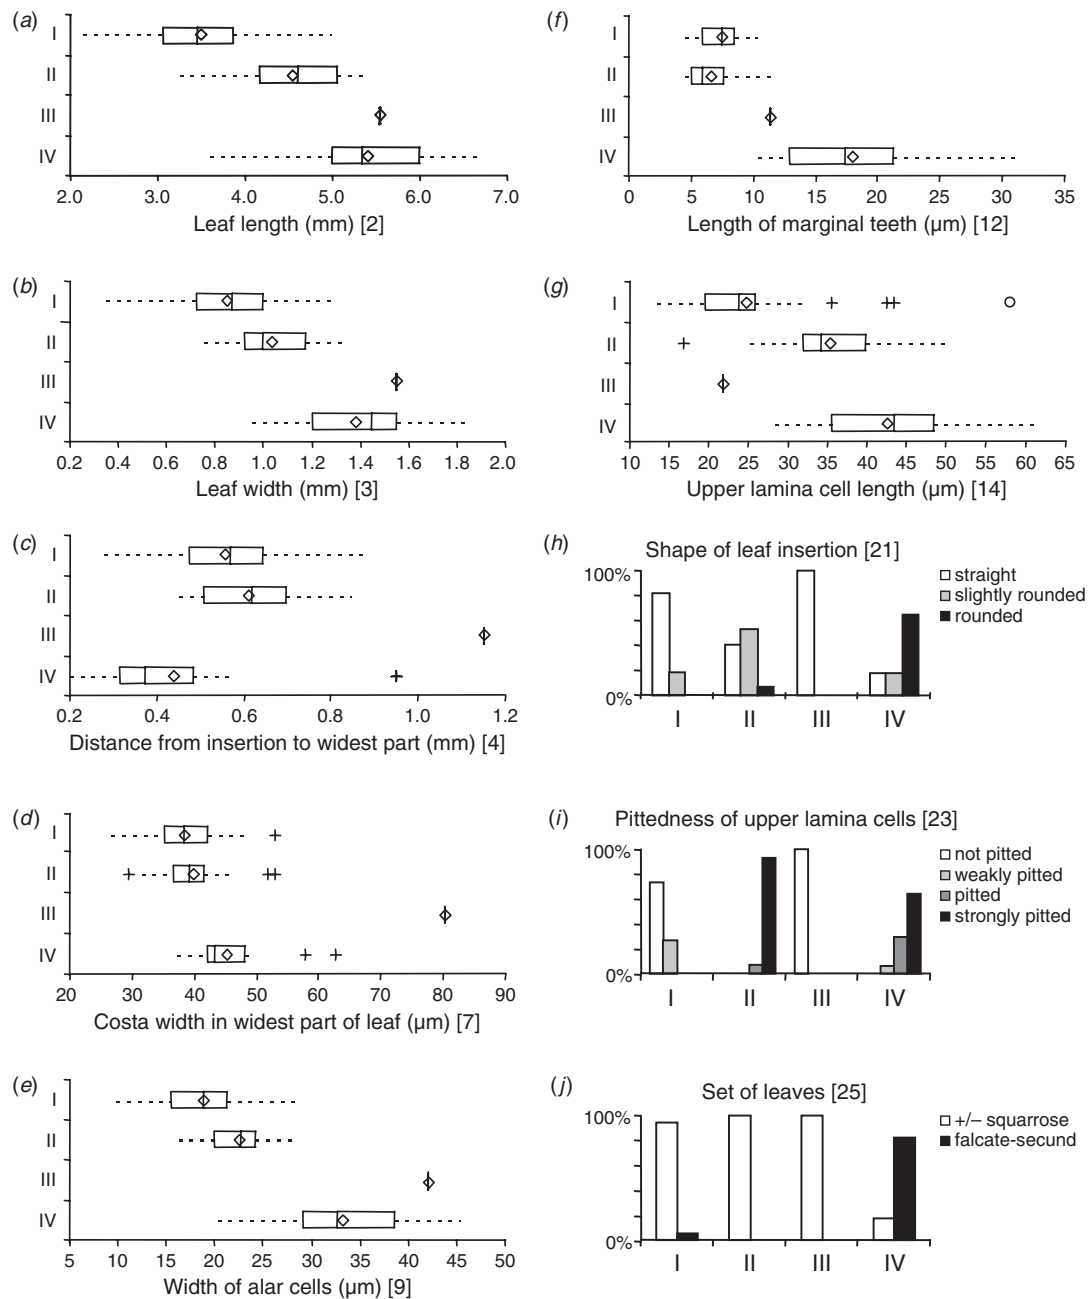 (a)
I
II
III
IV
2.0 3.0 4.0 5.0 6.0 7.0
Leaf length (mm) [2]
(b)
I
II
III
IV
0.2 0.4 0.6 0.8 1.0 1.2 1.4 1.6 1.8 2.0
Leaf width (mm) [3]
(c)
I
II
III
IV
0.2 0.4 0.6 0.8 1.0 1.2
Distance from insertion to widest part (mm) [4]
(d)
I
II
III
IV
20 30 40 50 60 70 80 90
Costa width in widest part of leaf (µm) [7]
(e)
I
II
III
IV
5 10 15 20 25 30 35 40 45 50
Width of alar cells (µm) [9]
(f)
I
II
III
IV
0 5 10 15 20 25 30 35
Length of marginal teeth (µm) [12]
(g)
I
II
III
IV
10 15 20 25 30 35 40 45 50 55 60 65
Upper lamina cell length (µm) [14]
(h)
Shape of leaf insertion [21]
100%
0%
I II III IV
straight
slightly rounded
rounded
(i)
Pittedness of upper lamina cells [23]
100%
0%
I II III IV
not pitted
weakly pitted
pitted
strongly pitted
(j)
Set of leaves [25]
100%
0%
I II III IV
+/– squarrose
falcate-secund